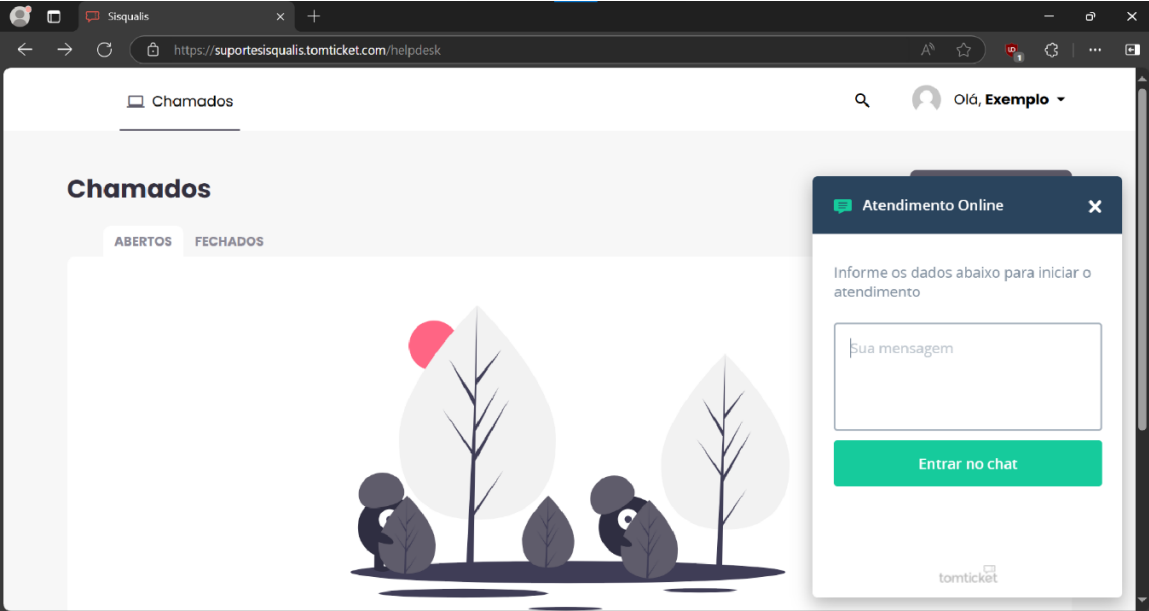 Sisqualis
https://suportesisqualis.tomticket.com/helpdesk
1
Chamados
Olá, Exemplo
Chamados
ABERTOS FECHADOS
Atendimento Online
Informe os dados abaixo para iniciar o
atendimento
Sua mensagem
Entrar no chat
tomticket